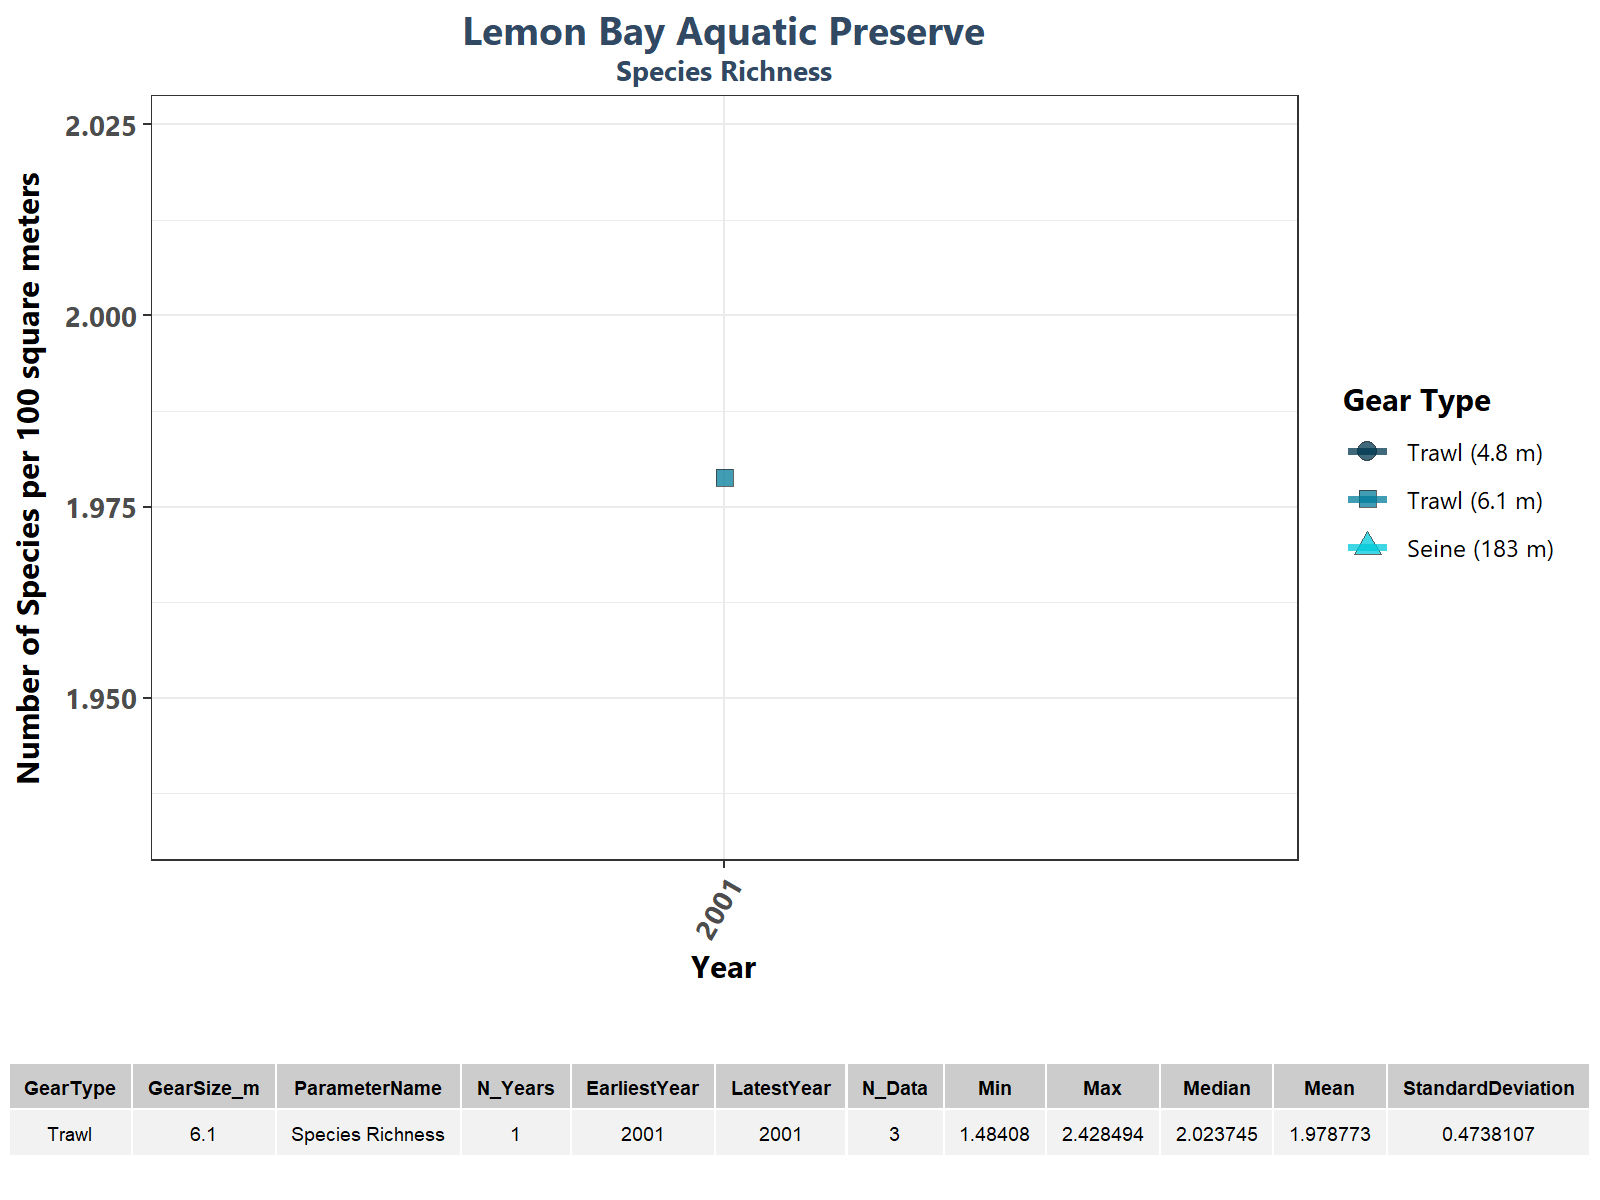 Lemon Bay Aquatic Preserve
Species Richness
Number of Species per 100 square meters
2.025
2.000
1.975
1.950
2001
Year
Gear Type
Trawl (4.8 m)
Trawl (6.1 m)
Seine (183 m)
GearType GearSize_m ParameterName N_Years EarliestYear LatestYear N_Data Min Max Median Mean StandardDeviation
Trawl 6.1 Species Richness 1 2001 2001 3 1.48408 2.428494 2.023745 1.978773 0.4738107